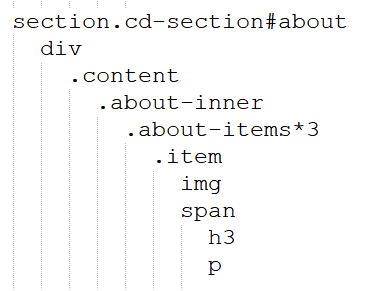 section.cd-section#about
div
.content
.about-inner
.about-items*3
.item
img
span
h3
p